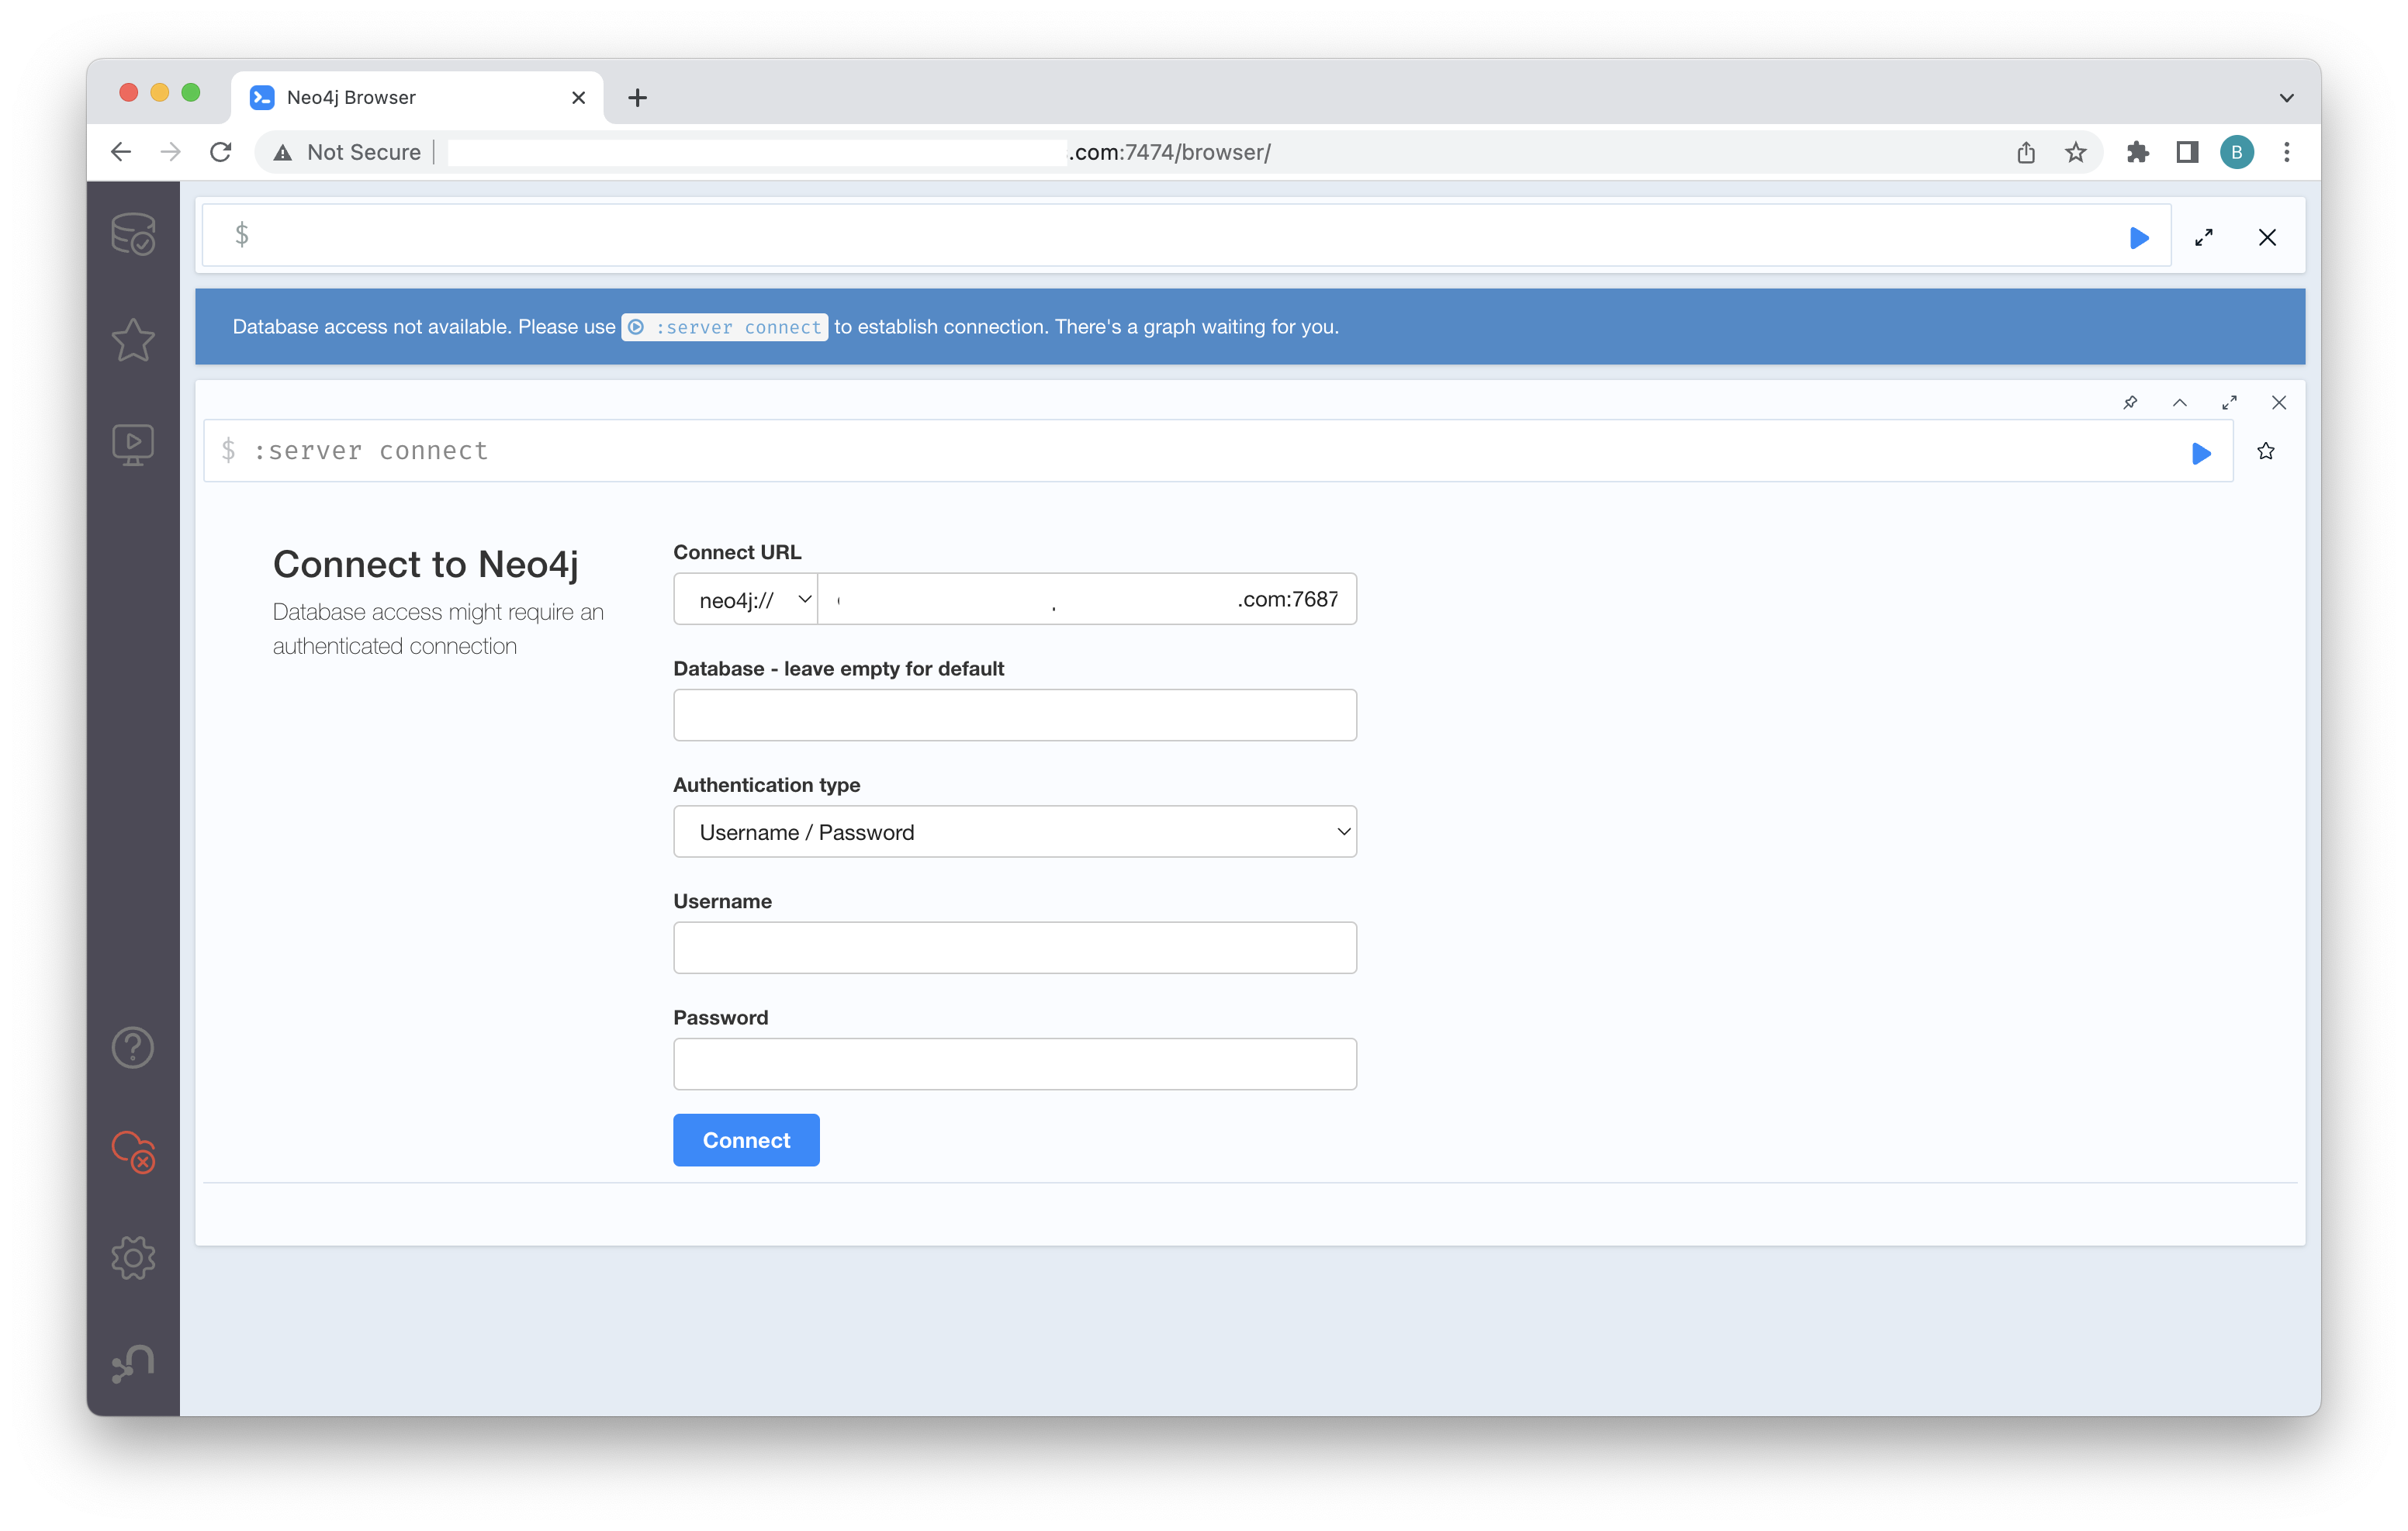 Neo4j Browser
Not Secure
.com:7474/browser/
B
$
Database access not available. Please use :server connect to establish connection. There's a graph waiting for you.
$ :server connect
Connect to Neo4j
Database access might require an
authenticated connection
Connect URL
neo4j://
.com:7687
Database - leave empty for default
Authentication type
Username / Password
Username
Password
Connect